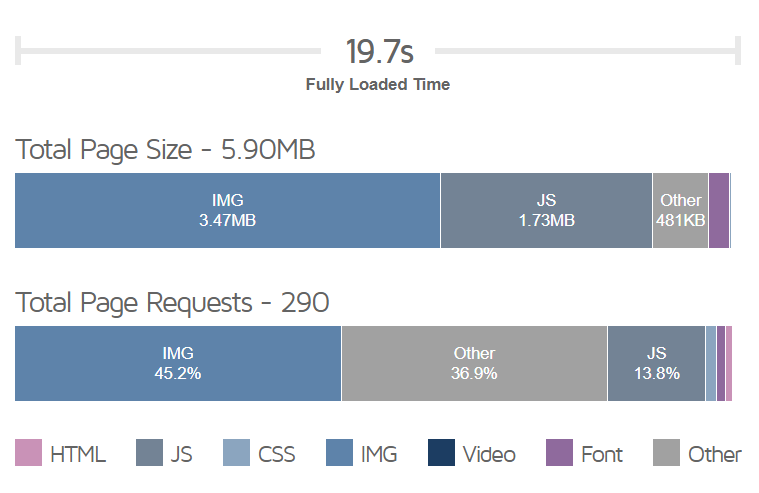 19.7s
Fully Loaded Time
Total Page Size - 5.90MB
IMG JS Other
3.47MB 1.73MB 481KB
Total Page Requests - 290
IMG Other JS
45.2% 36.9% 13.8%
HTML JS CSS IMG Video Font Other